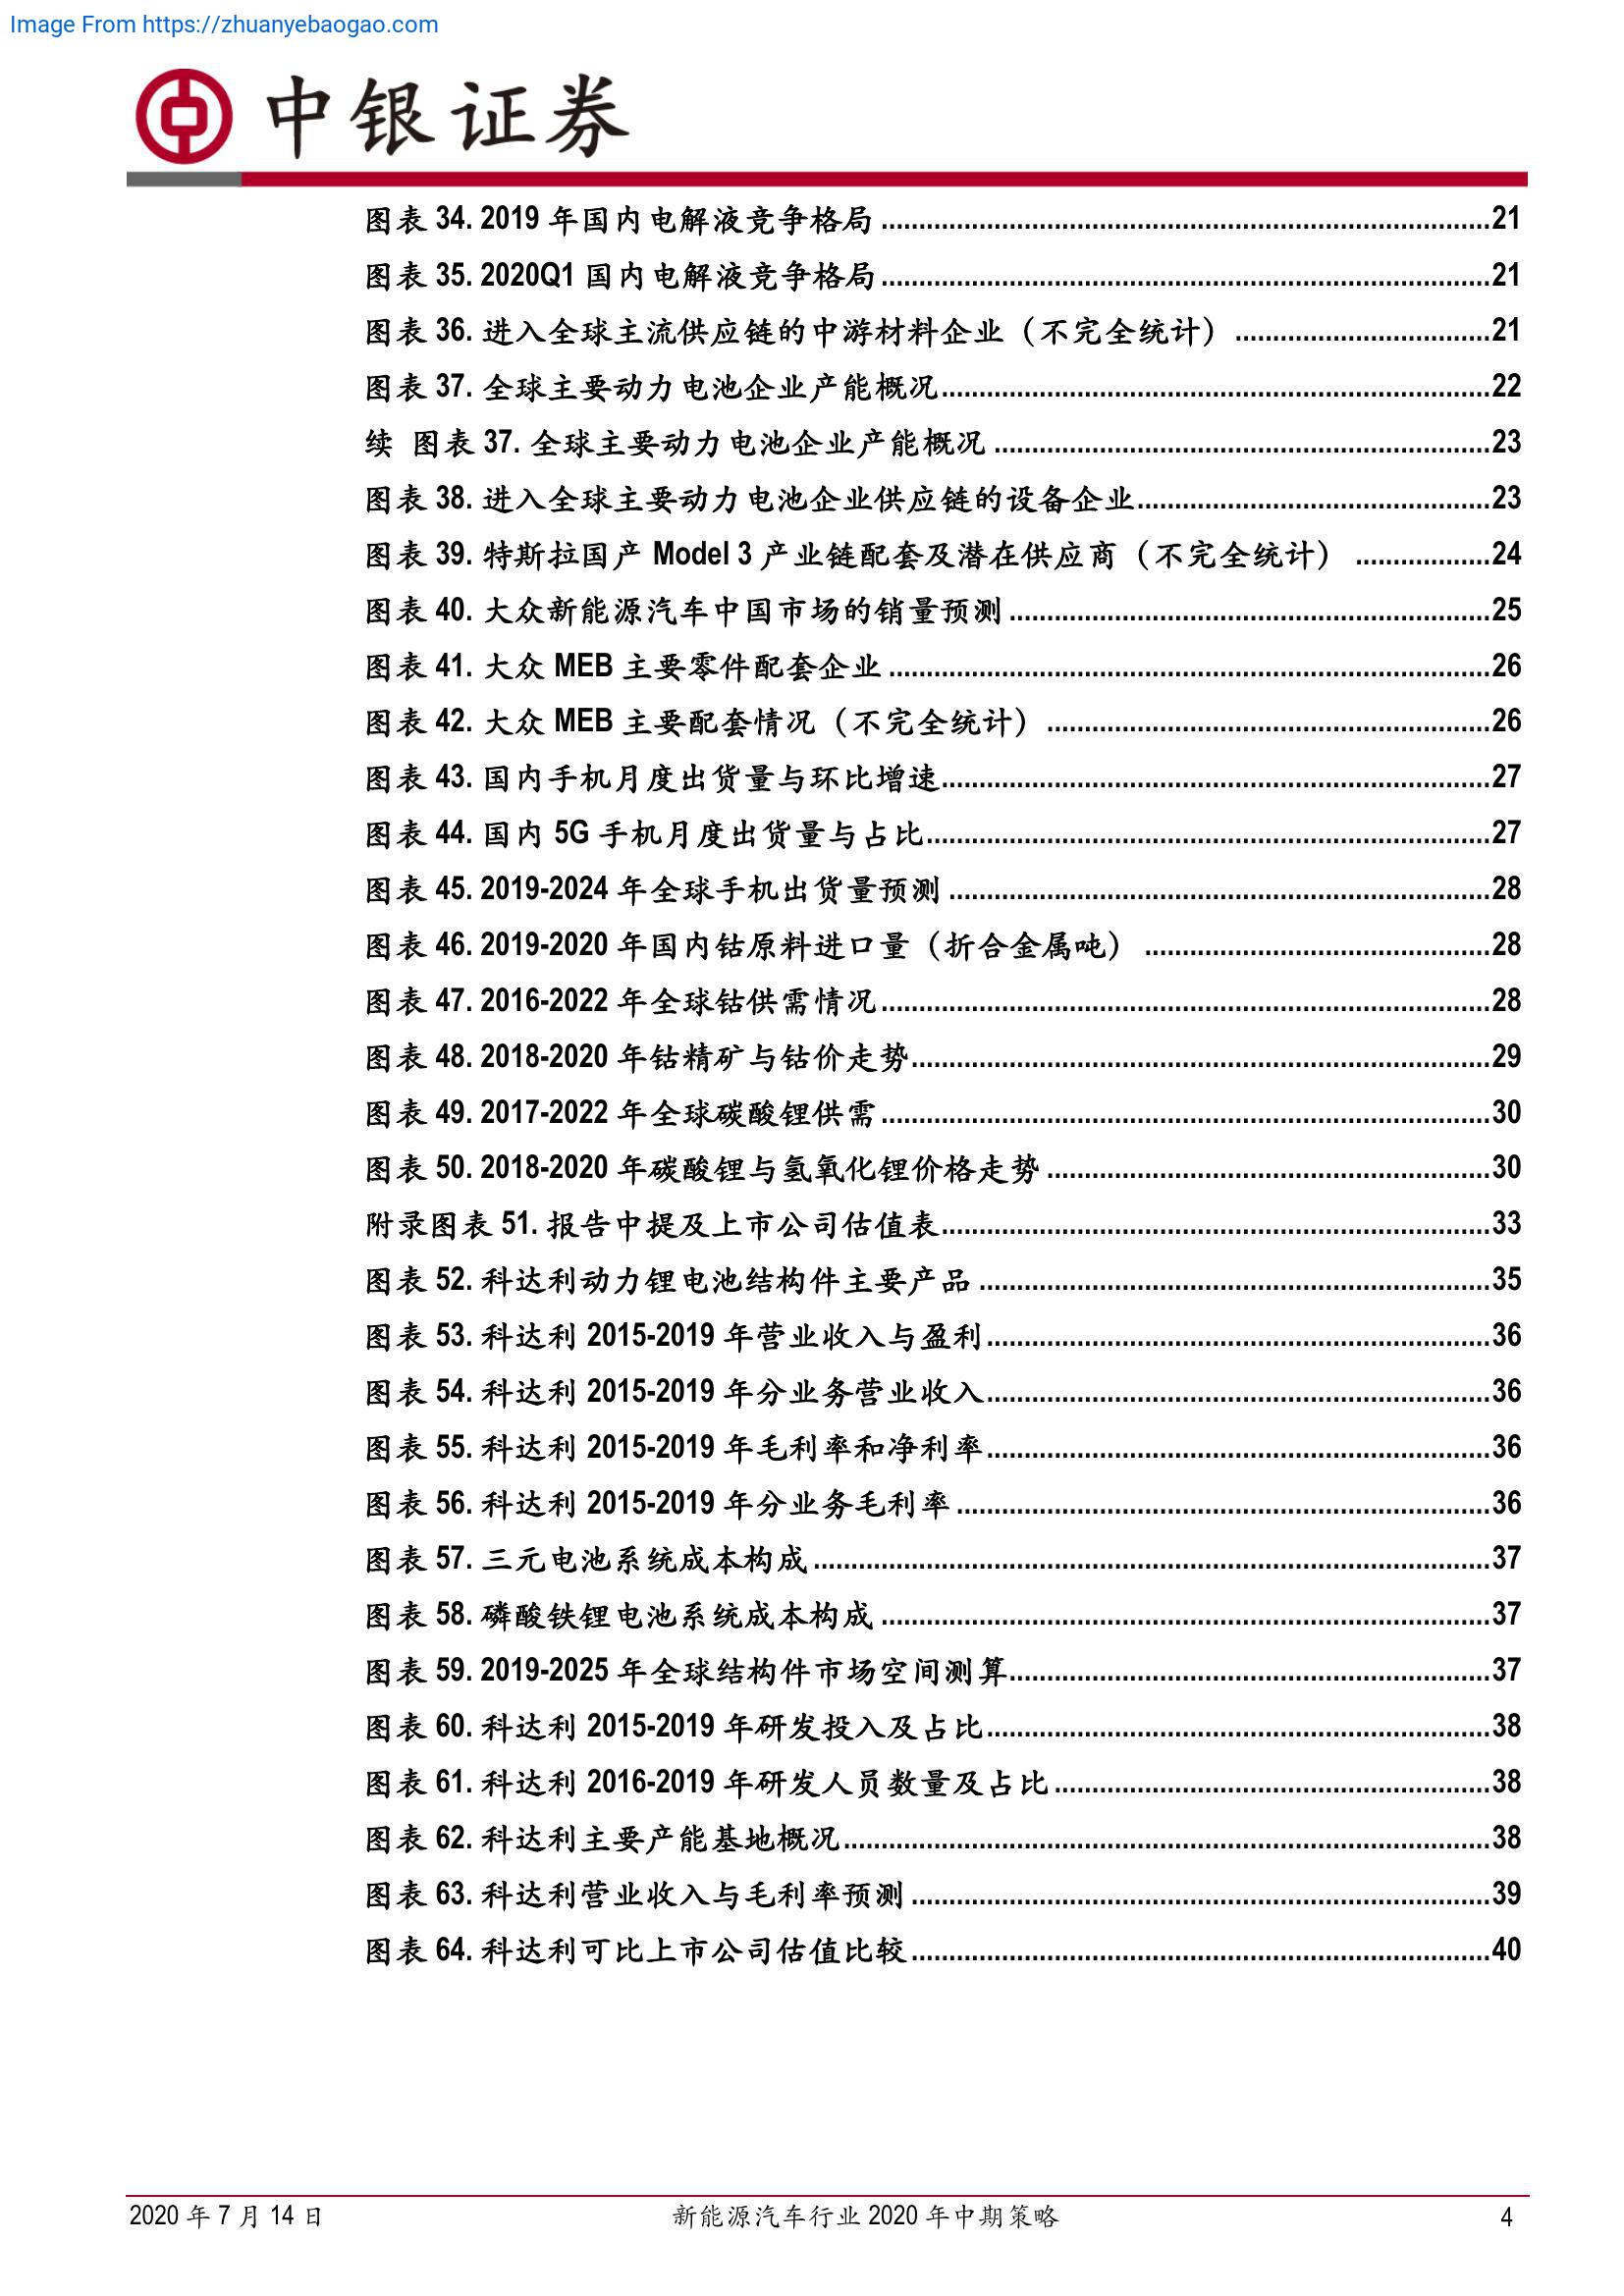 Image From https://zhuanyebaogao.com
中银证券
图表 34. 2019 年国内电解液竞争格局 ........................................ 21
图表 35. 2020Q1 国内电解液竞争格局 ........................................ 21
图表 36. 进入全球主流供应链的中游材料企业（不完全统计） ........................................ 21
图表 37. 全球主要动力电池企业产能概况 ........................................ 22
续 图表 37. 全球主要动力电池企业产能概况 ........................................ 23
图表 38. 进入全球主要动力电池企业供应链的设备企业 ........................................ 23
图表 39. 特斯拉国产 Model 3 产业链配套及潜在供应商（不完全统计） ........................................ 24
图表 40. 大众新能源汽车中国市场的销量预测 ........................................ 25
图表 41. 大众 MEB 主要零件配套企业 ........................................ 26
图表 42. 大众 MEB 主要配套情况（不完全统计） ........................................ 26
图表 43. 国内手机月度出货量与环比增速 ........................................ 27
图表 44. 国内 5G 手机月度出货量与占比 ........................................ 27
图表 45. 2019-2024 年全球手机出货量预测 ........................................ 28
图表 46. 2019-2020 年国内钴原料进口量（折合金属吨） ........................................ 28
图表 47. 2016-2022 年全球钴供需情况 ........................................ 28
图表 48. 2018-2020 年钴精矿与钴价走势 ........................................ 29
图表 49. 2017-2022 年全球碳酸锂供需 ........................................ 30
图表 50. 2018-2020 年碳酸锂与氢氧化锂价格走势 ........................................ 30
附录图表 51. 报告中提及上市公司估值表 ........................................ 33
图表 52. 科达利动力锂电池结构件主要产品 ........................................ 35
图表 53. 科达利 2015-2019 年营业收入与盈利 ........................................ 36
图表 54. 科达利 2015-2019 年分业务营业收入 ........................................ 36
图表 55. 科达利 2015-2019 年毛利率和净利率 ........................................ 36
图表 56. 科达利 2015-2019 年分业务毛利率 ........................................ 36
图表 57. 三元电池系统成本构成 ........................................ 37
图表 58. 磷酸铁锂电池系统成本构成 ........................................ 37
图表 59. 2019-2025 年全球结构件市场空间测算 ........................................ 37
图表 60. 科达利 2015-2019 年研发投入及占比 ........................................ 38
图表 61. 科达利 2016-2019 年研发人员数量及占比 ........................................ 38
图表 62. 科达利主要产能基地概况 ........................................ 38
图表 63. 科达利营业收入与毛利率预测 ........................................ 39
图表 64. 科达利可比上市公司估值比较 ........................................ 40
2020 年 7 月 14 日 新能源汽车行业 2020 年中期策略 4